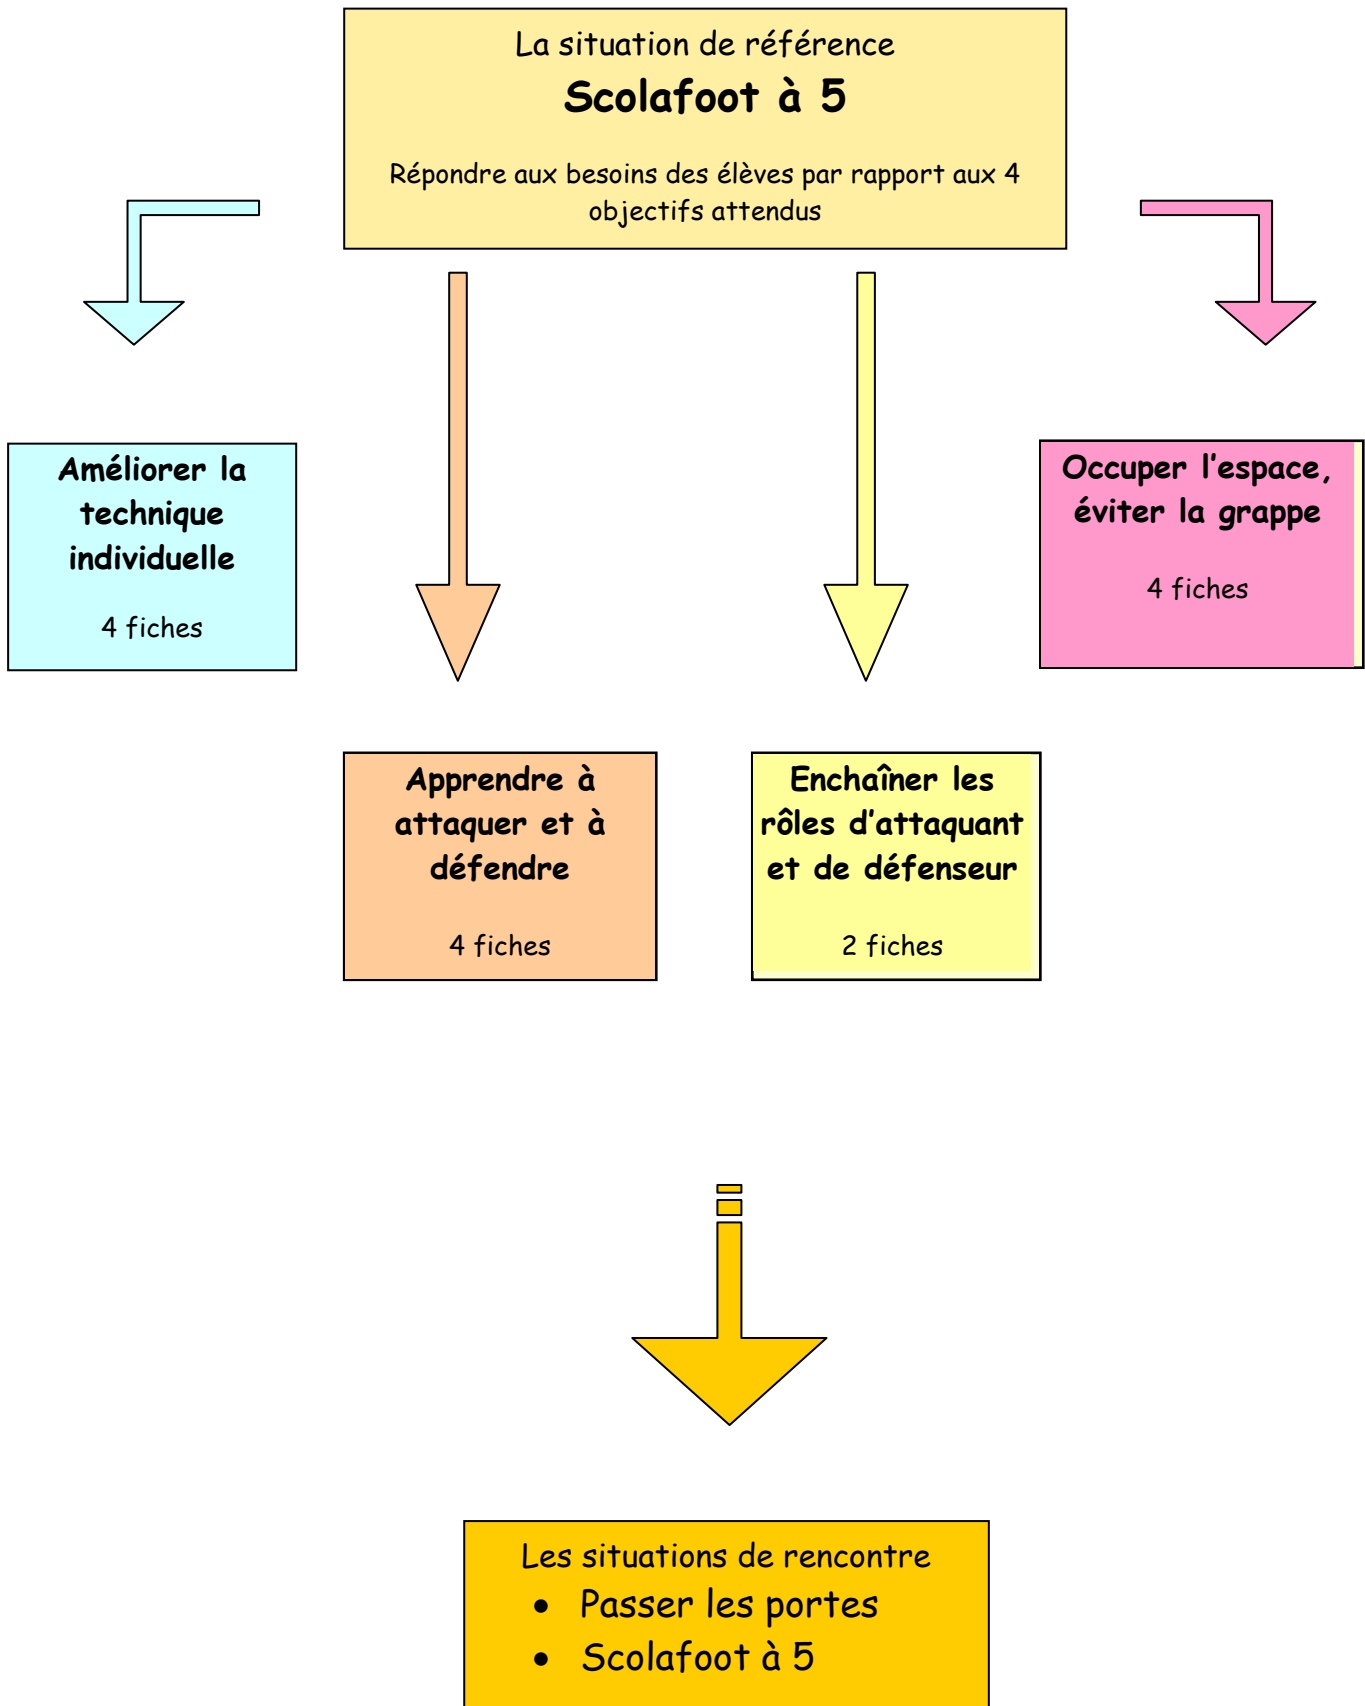 La situation de référence
Scolafoot à 5
Répondre aux besoins des élèves par rapport aux 4
objectifs attendus
Améliorer la
technique
individuelle
4 fiches
Occuper l'espace,
éviter la grappe
4 fiches
Apprendre à
attaquer et à
défendre
4 fiches
Enchaîner les
rôles d'attaquant
et de défenseur
2 fiches
Les situations de rencontre
• Passer les portes
• Scolafoot à 5